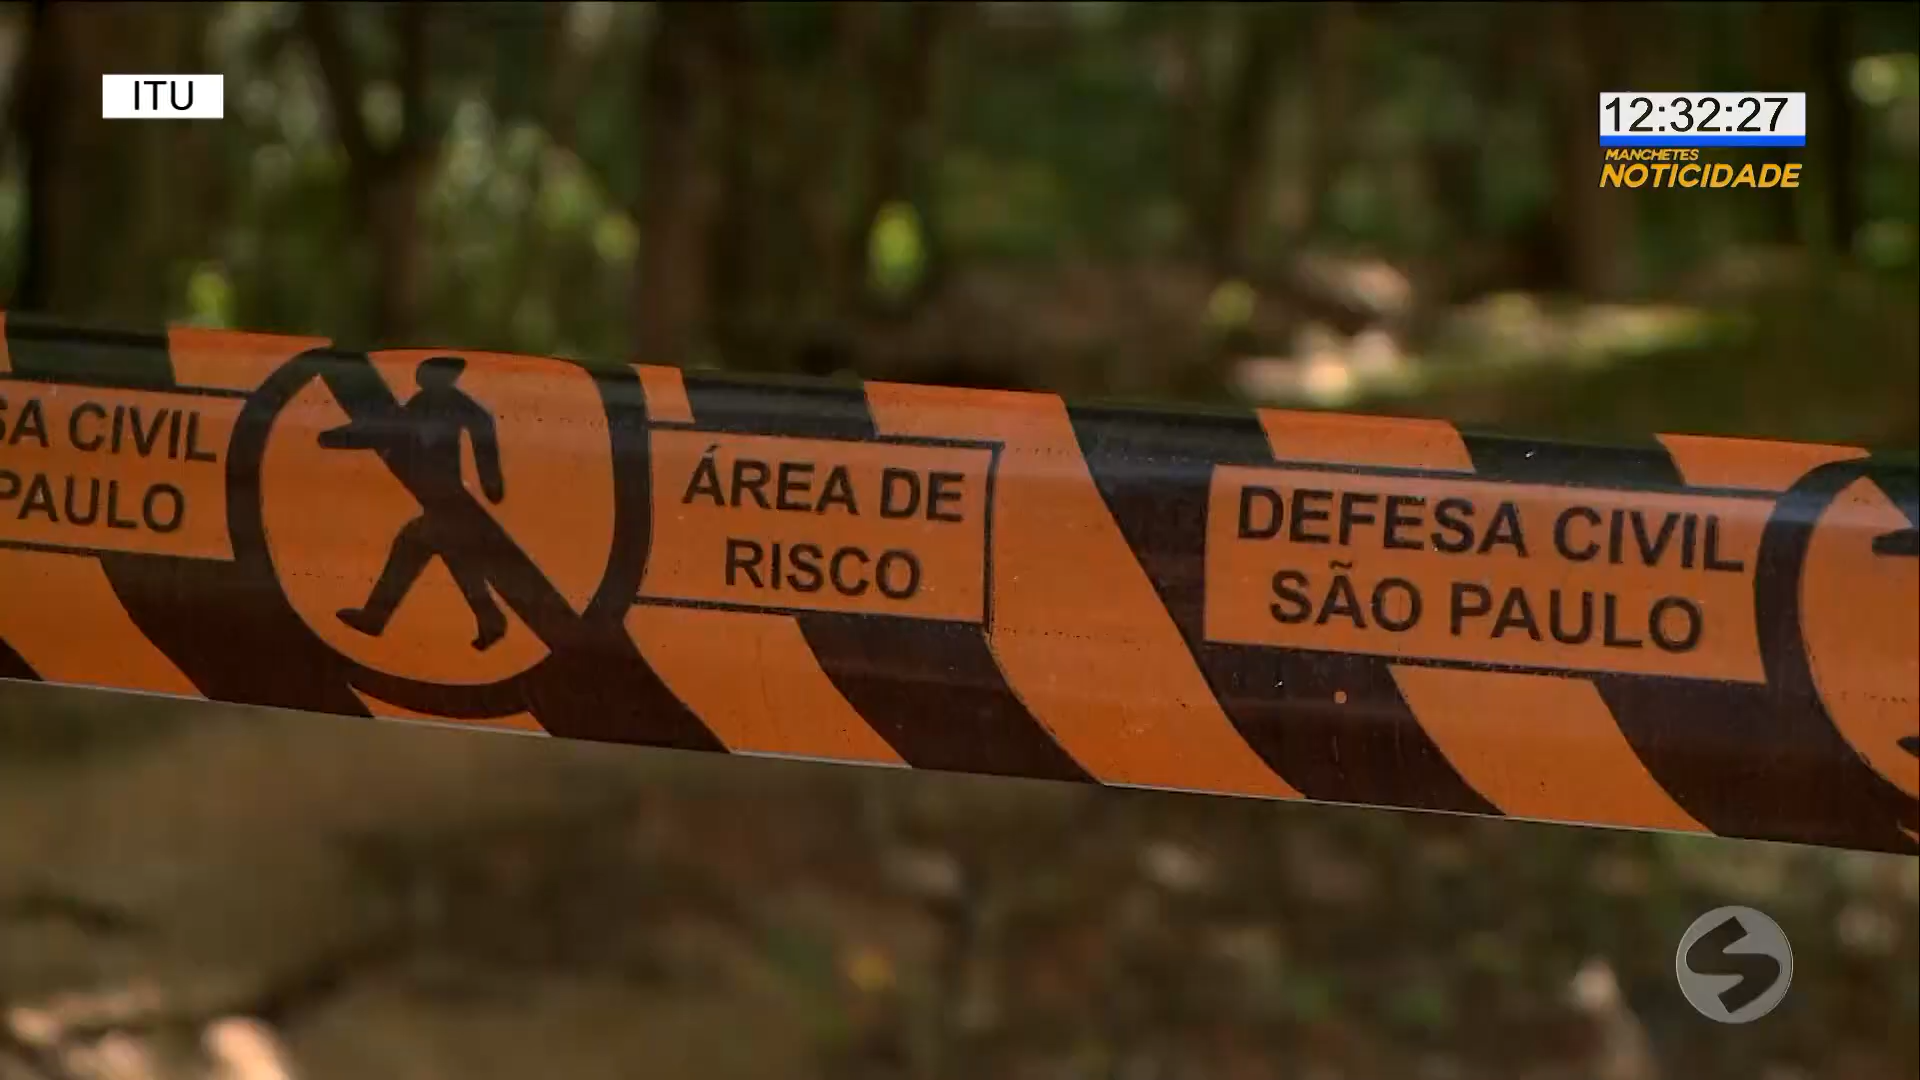 ITU
12:32:27
MANCHETES
NOTICIDADE
SA CIVIL
PAULO
ÁREA DE
RISCO
DEFESA CIVIL
SÃO PAULO